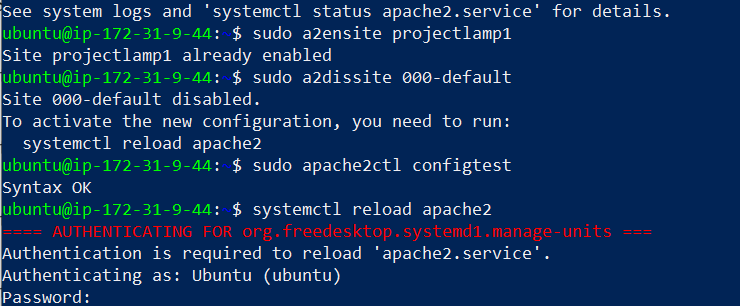 See system logs and 'systemctl status apache2.service' for details.
ubuntu@ip-172-31-9-44: $ sudo a2ensite projectlamp1
Site projectlamp1 already enabled
ubuntu@ip-172-31-9-44: $ sudo a2dissite 000-default
Site 000-default disabled.
To activate the new configuration, you need to run:
  systemctl reload apache2
ubuntu@ip-172-31-9-44: $ sudo apache2ctl configtest
Syntax OK
ubuntu@ip-172-31-9-44: $ systemctl reload apache2
==== AUTHENTICATING FOR org.freedesktop.systemd1.manage-units ===
Authentication is required to reload 'apache2.service'.
Authenticating as: Ubuntu (ubuntu)
Password: